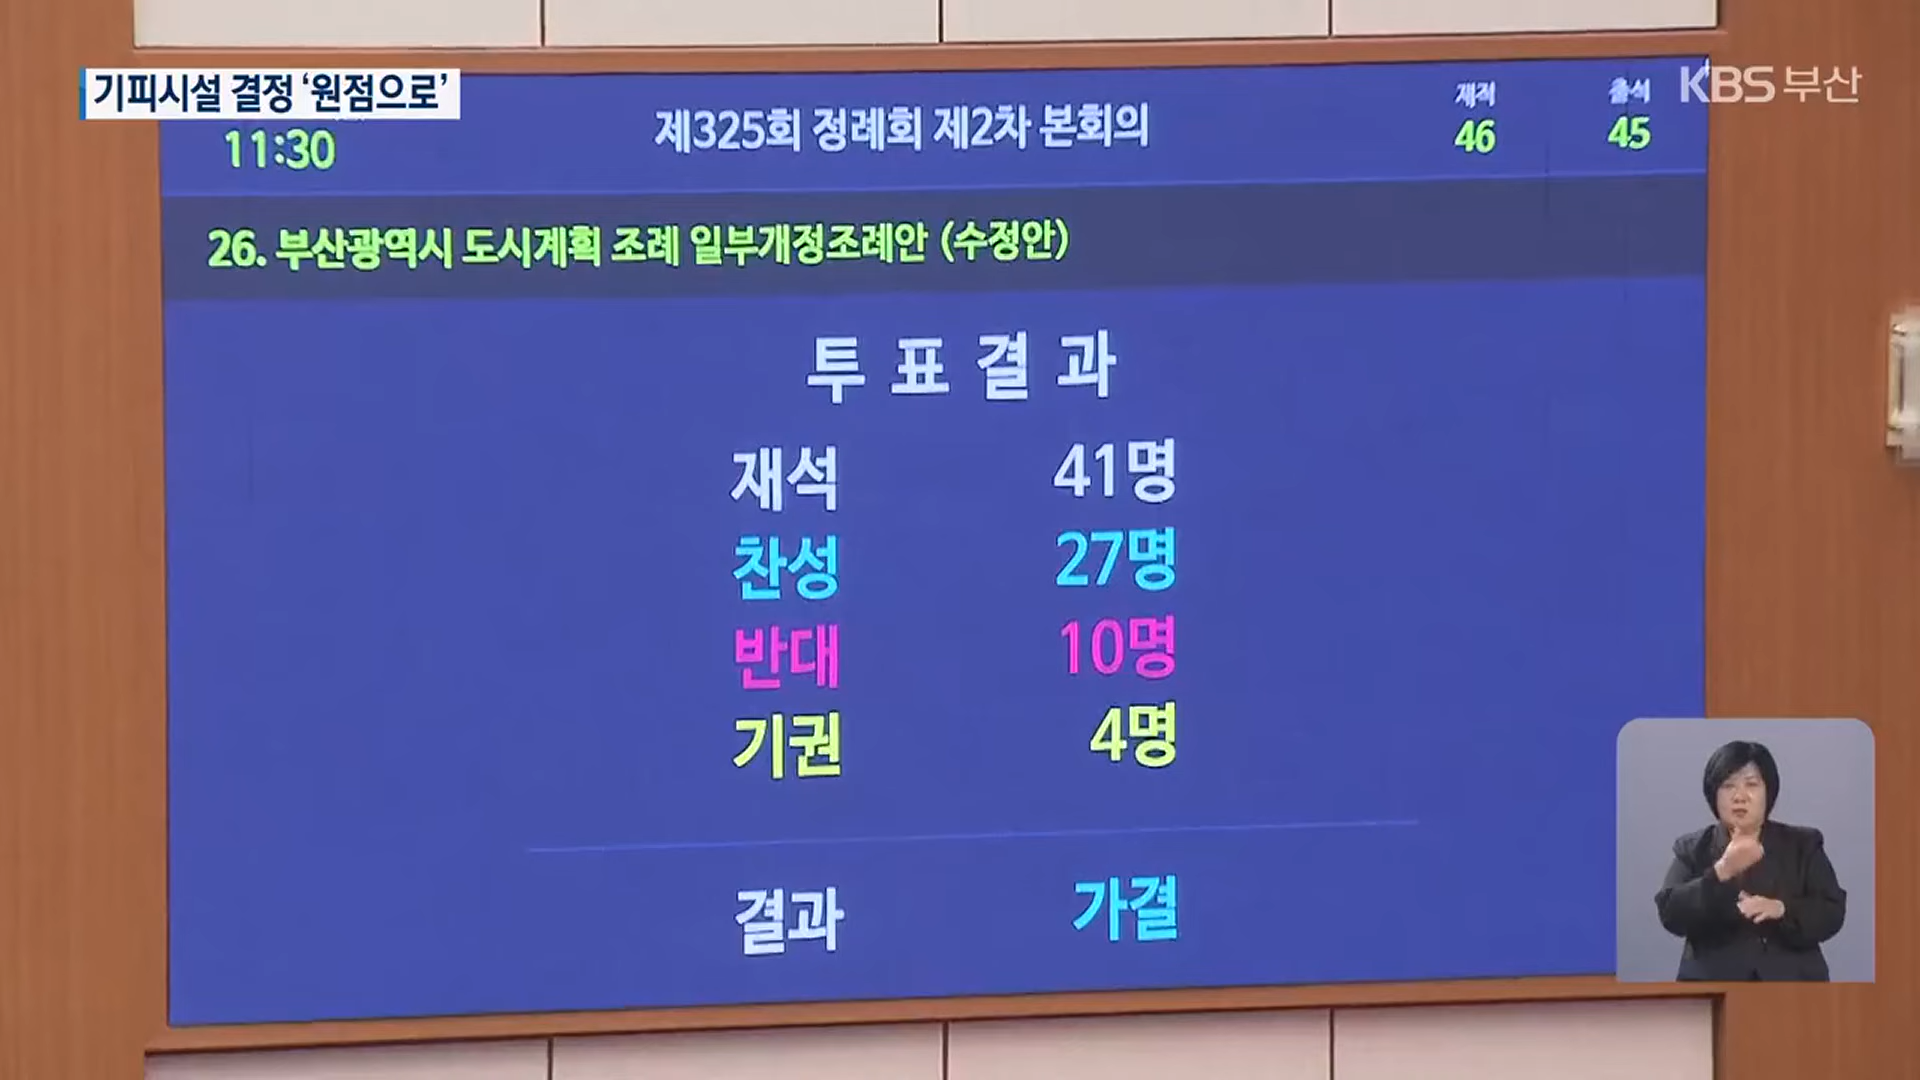 기피시설 결정 ‘원점으로’
KBS 부산
11:30
제325회 정례회 제2차 본회의
재적 출석
46 45
26. 부산광역시 도시계획 조례 일부개정조례안 (수정안)
투 표 결 과
재석 41명
찬성 27명
반대 10명
기권 4명
결과 가결